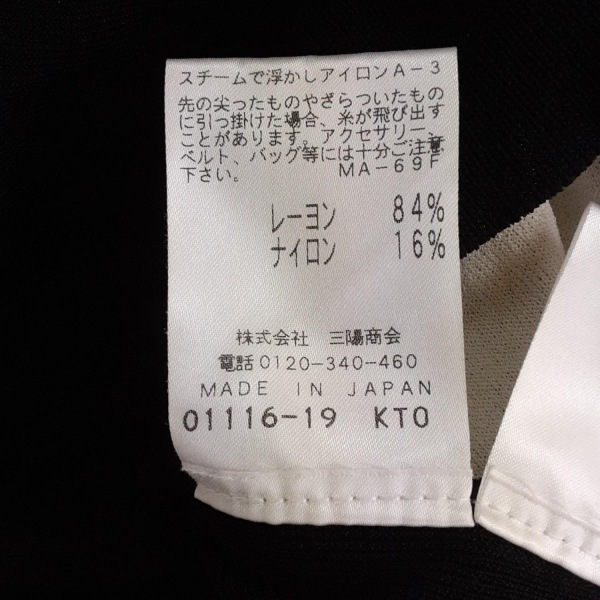 スチームで浮かしアイロンA-3
先の尖ったものやざらついたもの
に引っ掛けた場合、糸が飛び出す
ことがあります。アクセサリー、
ベルト、バッグ等には十分ご注意
下さい。 MA-69F
レーヨン 84%
ナイロン 16%
株式会社 三陽商会
電話0120-340-460
MADE IN JAPAN
01116-19 KTO